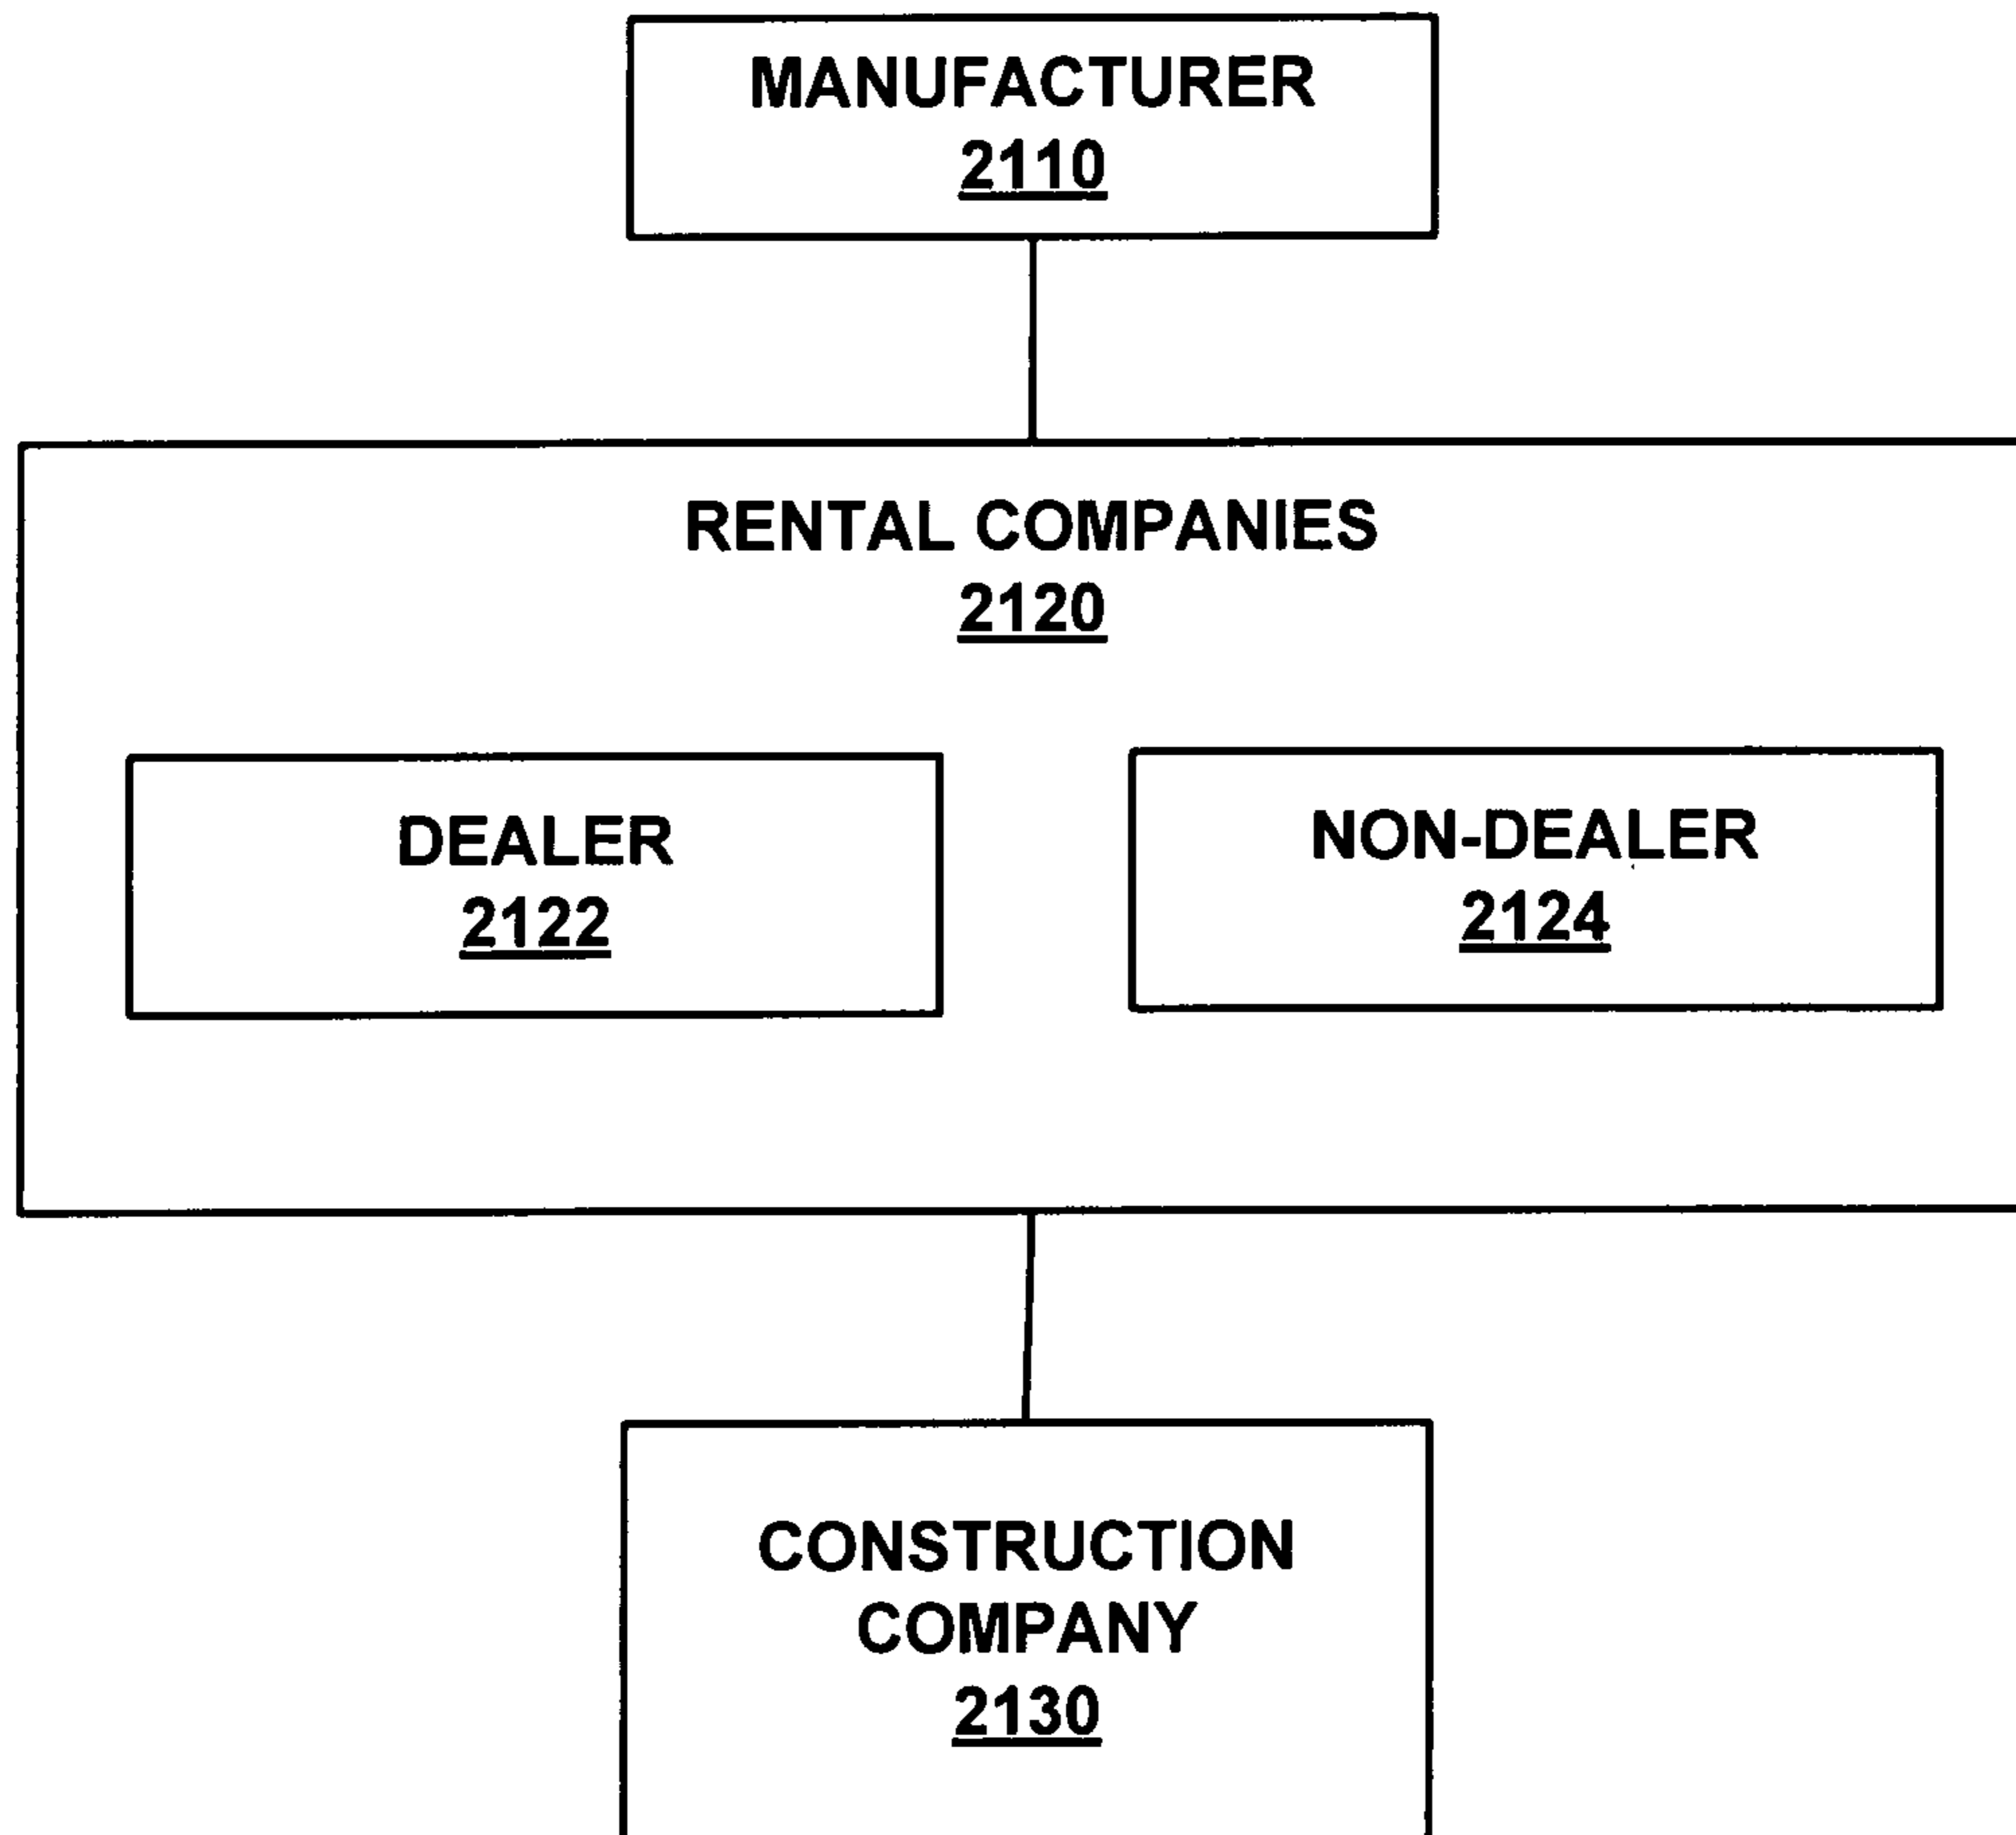 MANUFACTURER
2110
RENTAL COMPANIES
2120
DEALER
2122
NON-DEALER
2124
CONSTRUCTION
COMPANY
2130